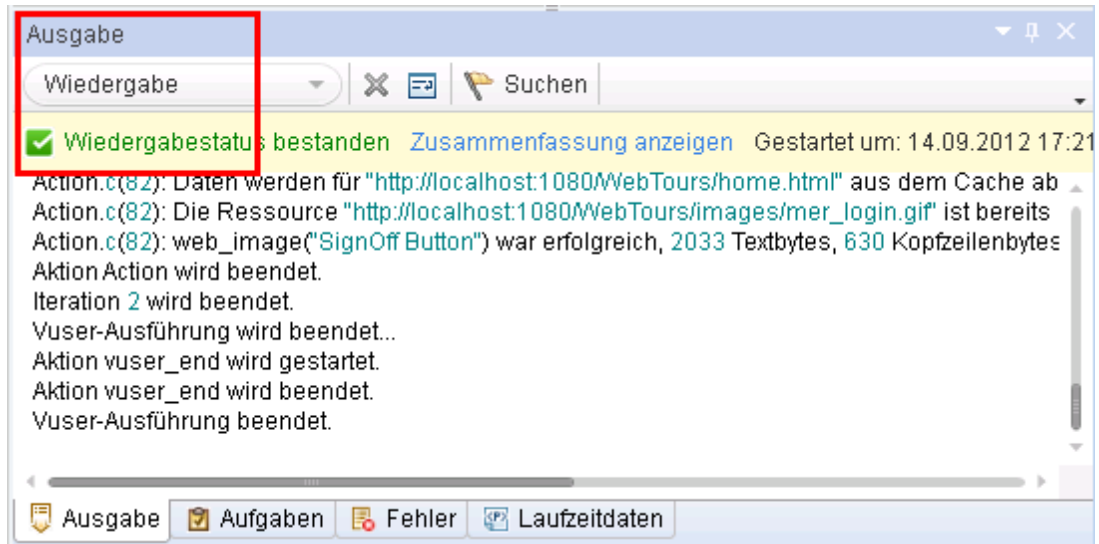 Ausgabe
Wiedergabe Suchen
Wiedergabestatus bestanden Zusammenfassung anzeigen Gestartet um: 14.09.2012 17:21
Action.c(82): Daten werden für "http://localhost:1080/WebTours/home.html" aus dem Cache ab
Action.c(82): Die Ressource "http://localhost:1080/WebTours/images/mer_login.gif" ist bereits
Action.c(82): web_image("SignOff Button") war erfolgreich, 2033 Textbytes, 630 Kopfzeilenbytes
Aktion Action wird beendet.
Iteration 2 wird beendet.
Vuser-Ausführung wird beendet...
Aktion vuser_end wird gestartet.
Aktion vuser_end wird beendet.
Vuser-Ausführung beendet.
Ausgabe Aufgaben Fehler Laufzeitdaten